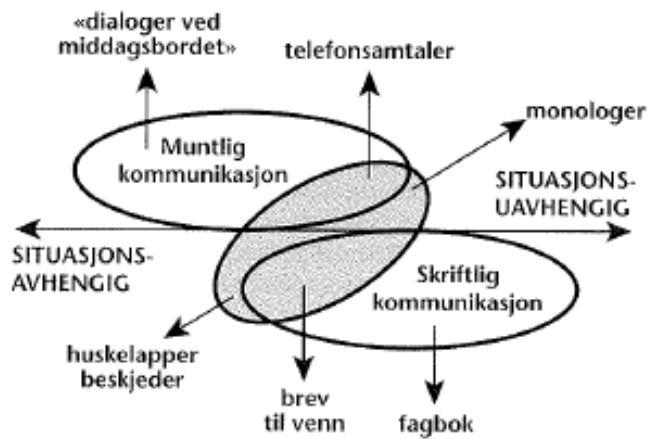 «dialoger ved
middagsbordet»
telefonsamtaler
monologer
Muntlig
kommunikasjon
SITUASJONS-
UAVHENGIG
SITUASJONS-
AVHENGIG
Skriftlig
kommunikasjon
huskelapper
beskjeder
brev
til venn
fagbok